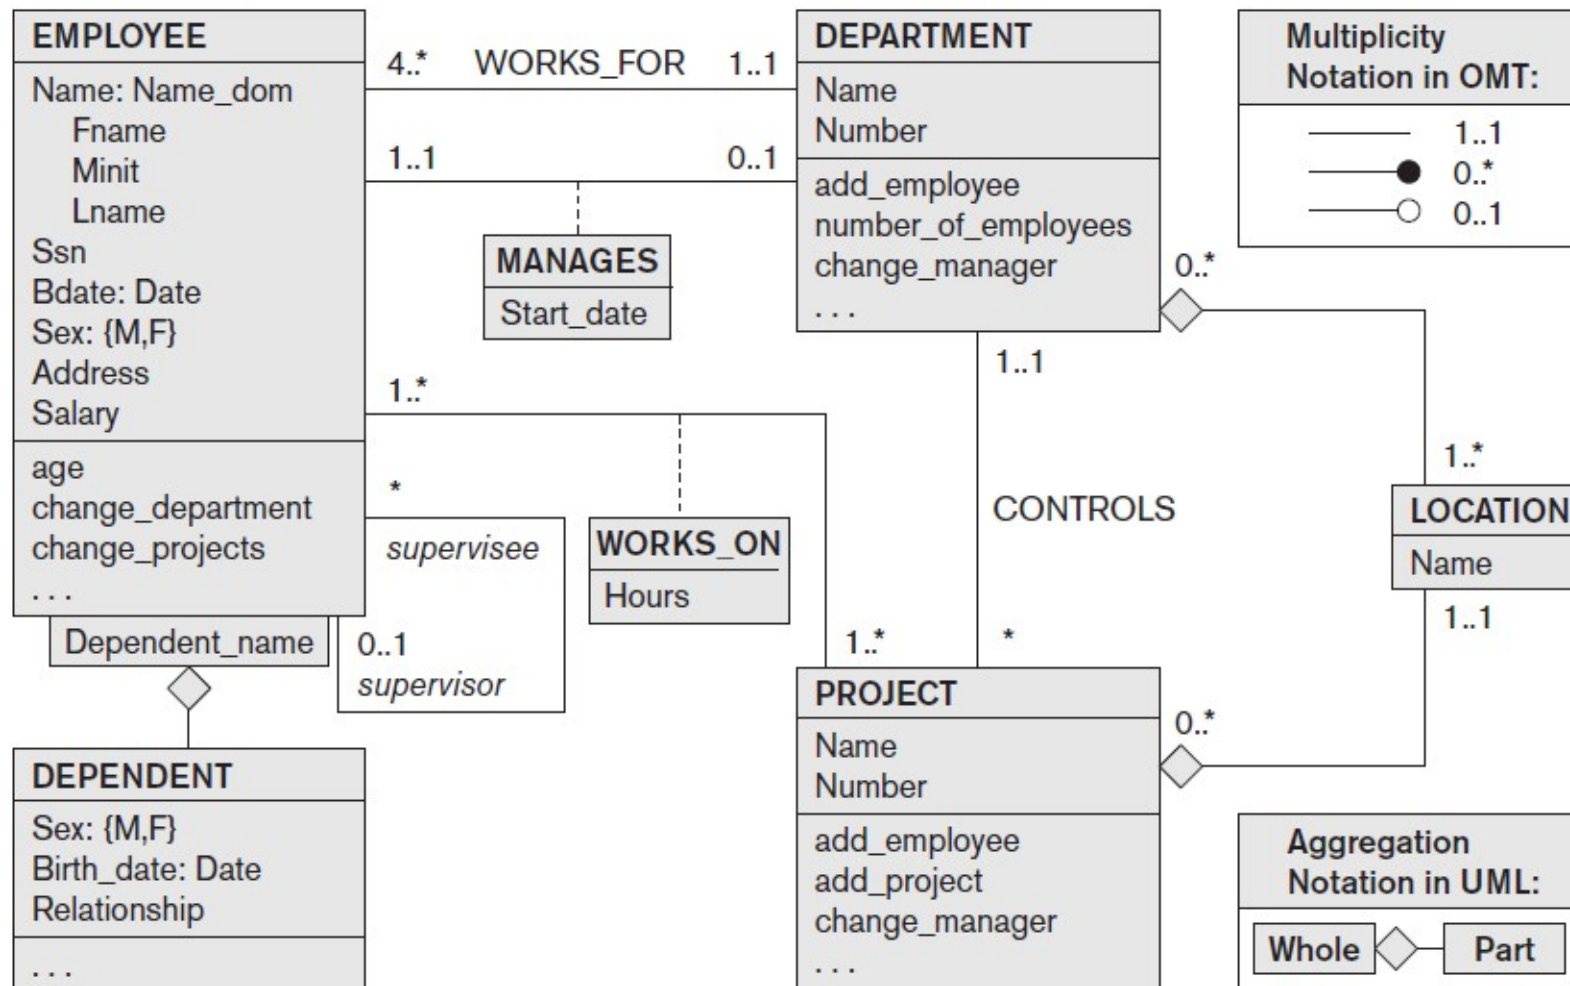 EMPLOYEE
Name: Name_dom
Fname
Minit
Lname
Ssn
Bdate: Date
Sex: {M,F}
Address
Salary
age
change_department
change_projects
. . .
Dependent_name
DEPENDENT
Sex: {M,F}
Birth_date: Date
Relationship
. . .
4..* WORKS_FOR 1..1
1..1 0..1
MANAGES
Start_date
1..*
*
supervisee
0..1
supervisor
WORKS_ON
Hours
1..*
DEPARTMENT
Name
Number
add_employee
number_of_employees
change_manager
. . .
1..1
CONTROLS
*
PROJECT
Name
Number
add_employee
add_project
change_manager
. . .
0..*
1..*
LOCATION
Name
1..1
0..*
Multiplicity
Notation in OMT:
1..1
0..*
0..1
Aggregation
Notation in UML:
Whole Part